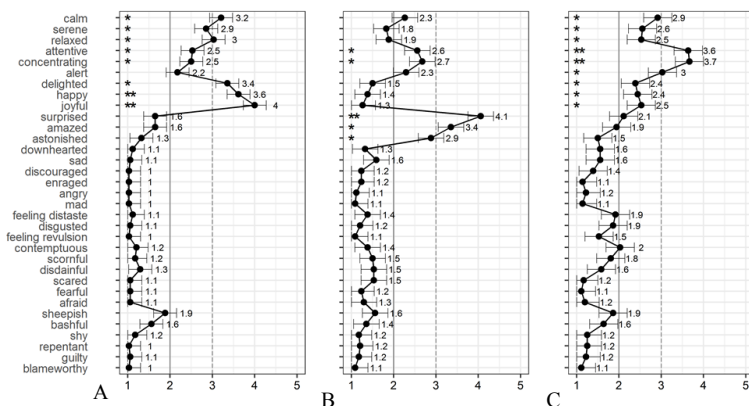 calm * 3.2 2.3 * 2.9
serene * 2.9 1.8 * 2.6
relaxed * 3 1.9 * 2.5
attentive * 2.5 * 2.6 ** 3.6
concentrating * 2.5 * 2.7 ** 3.7
alert 2.2 2.3 * 3
delighted * 3.4 1.5 * 2.4
happy ** 3.6 1.4 * 2.4
joyful ** 4 1.3 * 2.5
surprised 1.6 ** 4.1 2.1
amazed 1.6 * 3.4 1.9
astonished 1.3 * 2.9 1.5
downhearted 1.1 1.3 1.6
sad 1.1 1.6 1.6
discouraged 1 1.2 1.4
enraged 1 1.2 1.1
angry 1 1.1 1.2
mad 1 1.1 1.1
feeling distaste 1.1 1.4 1.9
disgusted 1.1 1.2 1.9
feeling revulsion 1 1.1 1.5
contemptuous 1.2 1.4 2
scornful 1.2 1.5 1.8
disdainful 1.3 1.5 1.6
scared 1.1 1.5 1.2
fearful 1.1 1.2 1.1
afraid 1.1 1.3 1.2
sheepish 1.9 1.6 1.9
bashful 1.6 1.4 1.6
shy 1.2 1.2 1.2
repentant 1 1.2 1.2
guilty 1.1 1.2 1.2
blameworthy 1 1.1 1.1
A 1 2 3 4 5 B 1 2 3 4 5 C 1 2 3 4 5